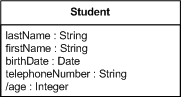 Student
lastName : String
firstName : String
birthDate : Date
telephoneNumber : String
/age : Integer